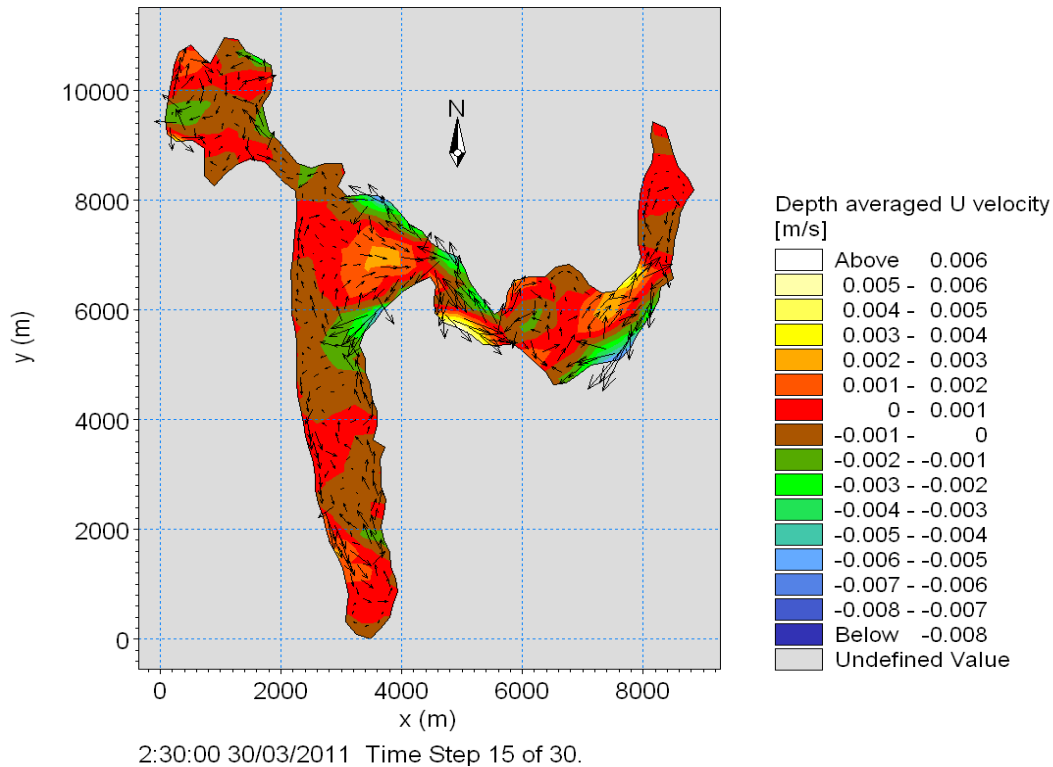 N
10000
8000
6000
4000
2000
0
y (m)
0 2000 4000 6000 8000
x (m)
2:30:00 30/03/2011 Time Step 15 of 30.
Depth averaged U velocity
[m/s]
Above 0.006
0.005 - 0.006
0.004 - 0.005
0.003 - 0.004
0.002 - 0.003
0.001 - 0.002
0 - 0.001
-0.001 - 0
-0.002 - -0.001
-0.003 - -0.002
-0.004 - -0.003
-0.005 - -0.004
-0.006 - -0.005
-0.007 - -0.006
-0.008 - -0.007
Below -0.008
Undefined Value